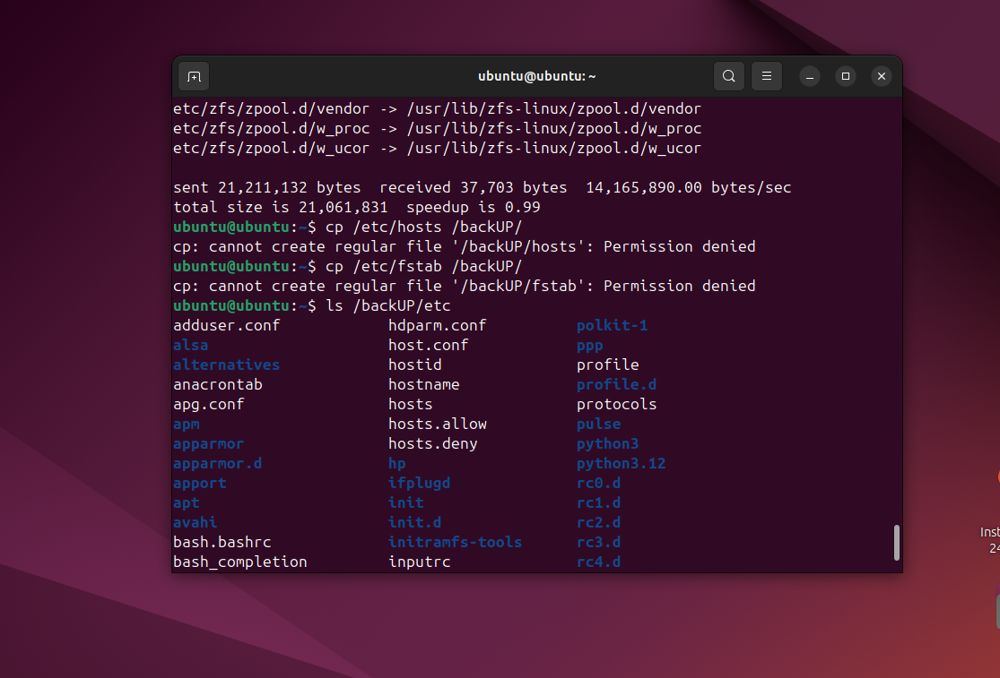 ubuntu@ubuntu: ~
etc/zfs/zpool.d/vendor -> /usr/lib/zfs-linux/zpool.d/vendor
etc/zfs/zpool.d/w_proc -> /usr/lib/zfs-linux/zpool.d/w_proc
etc/zfs/zpool.d/w_ucor -> /usr/lib/zfs-linux/zpool.d/w_ucor
sent 21,211,132 bytes  received 37,703 bytes  14,165,890.00 bytes/sec
total size is 21,061,831  speedup is 0.99
ubuntu@ubuntu:~$ cp /etc/hosts /backUP/
cp: cannot create regular file '/backUP/hosts': Permission denied
ubuntu@ubuntu:~$ cp /etc/fstab /backUP/
cp: cannot create regular file '/backUP/fstab': Permission denied
ubuntu@ubuntu:~$ ls /backUP/etc
adduser.conf hdparm.conf polkit-1
alsa host.conf ppp
alternatives hostid profile
anacrontab hostname profile.d
apg.conf hosts protocols
apm hosts.allow pulse
apparmor hosts.deny python3
apparmor.d hp python3.12
apport ifplugd rc0.d
apt init rc1.d
avahi init.d rc2.d
bash.bashrc initramfs-tools rc3.d
bash_completion inputrc rc4.d
Inst
24